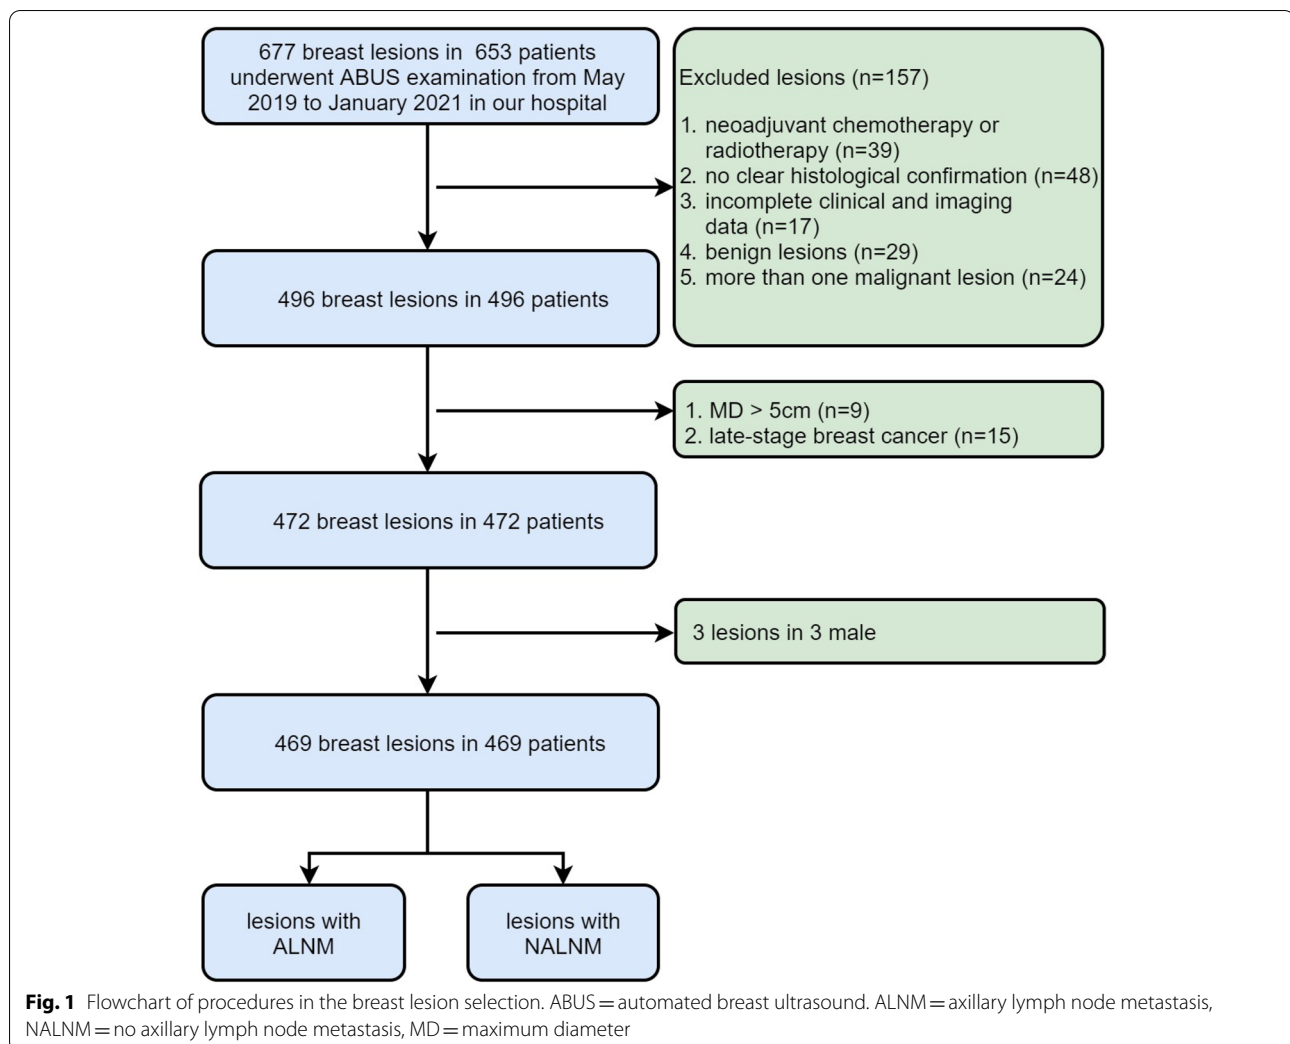 677 breast lesions in 653 patients
underwent ABUS examination from May
2019 to January 2021 in our hospital
Excluded lesions (n=157)
1. neoadjuvant chemotherapy or
radiotherapy (n=39)
2. no clear histological confirmation (n=48)
3. incomplete clinical and imaging
data (n=17)
4. benign lesions (n=29)
5. more than one malignant lesion (n=24)
496 breast lesions in 496 patients
1. MD > 5cm (n=9)
2. late-stage breast cancer (n=15)
472 breast lesions in 472 patients
3 lesions in 3 male
469 breast lesions in 469 patients
lesions with
ALNM
lesions with
NALNM
Fig. 1 Flowchart of procedures in the breast lesion selection. ABUS = automated breast ultrasound. ALNM = axillary lymph node metastasis,
NALNM = no axillary lymph node metastasis, MD = maximum diameter